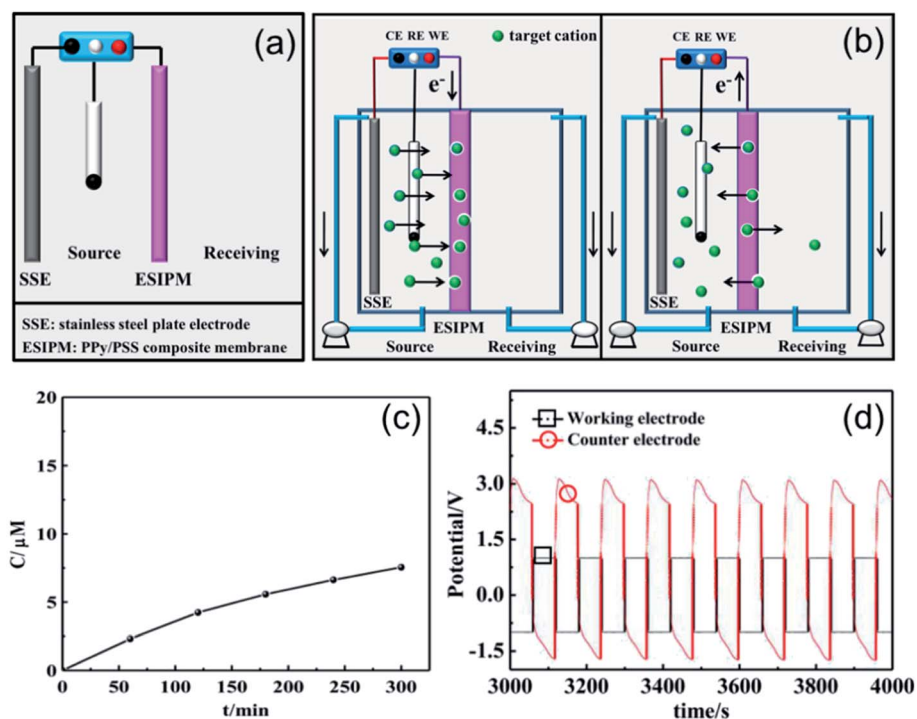 (a)
Source
Receiving
SSE
ESIPM
SSE: stainless steel plate electrode
ESIPM: PPy/PSS composite membrane
CE RE WE
target cation
e-
SSE
ESIPM
Source
Receiving
(b)
CE RE WE
e-
SSE
ESIPM
Source
Receiving
(c)
C/μM
20
15
10
5
0
0 50 100 150 200 250 300
t/min
(d)
Working electrode
Counter electrode
Potential/V
4.5
3.0
1.5
0.0
-1.5
3000 3200 3400 3600 3800 4000
time/s